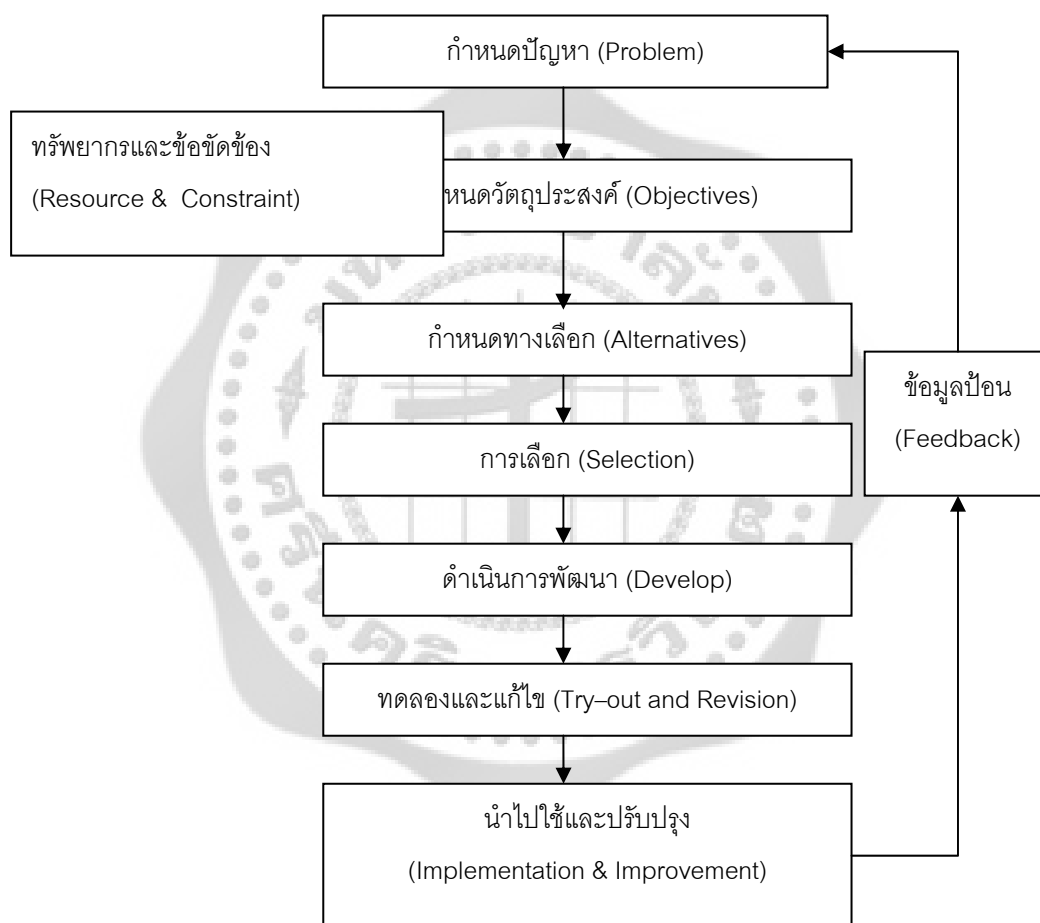 กำหนดปัญหา (Problem)
ทรัพยากรและข้อขัดข้อง
(Resource & Constraint)
หนดวัตถุประสงค์ (Objectives)
กำหนดทางเลือก (Alternatives)
ข้อมูลป้อน
(Feedback)
การเลือก (Selection)
ดำเนินการพัฒนา (Develop)
ทดลองและแก้ไข (Try–out and Revision)
นำไปใช้และปรับปรุง
(Implementation & Improvement)